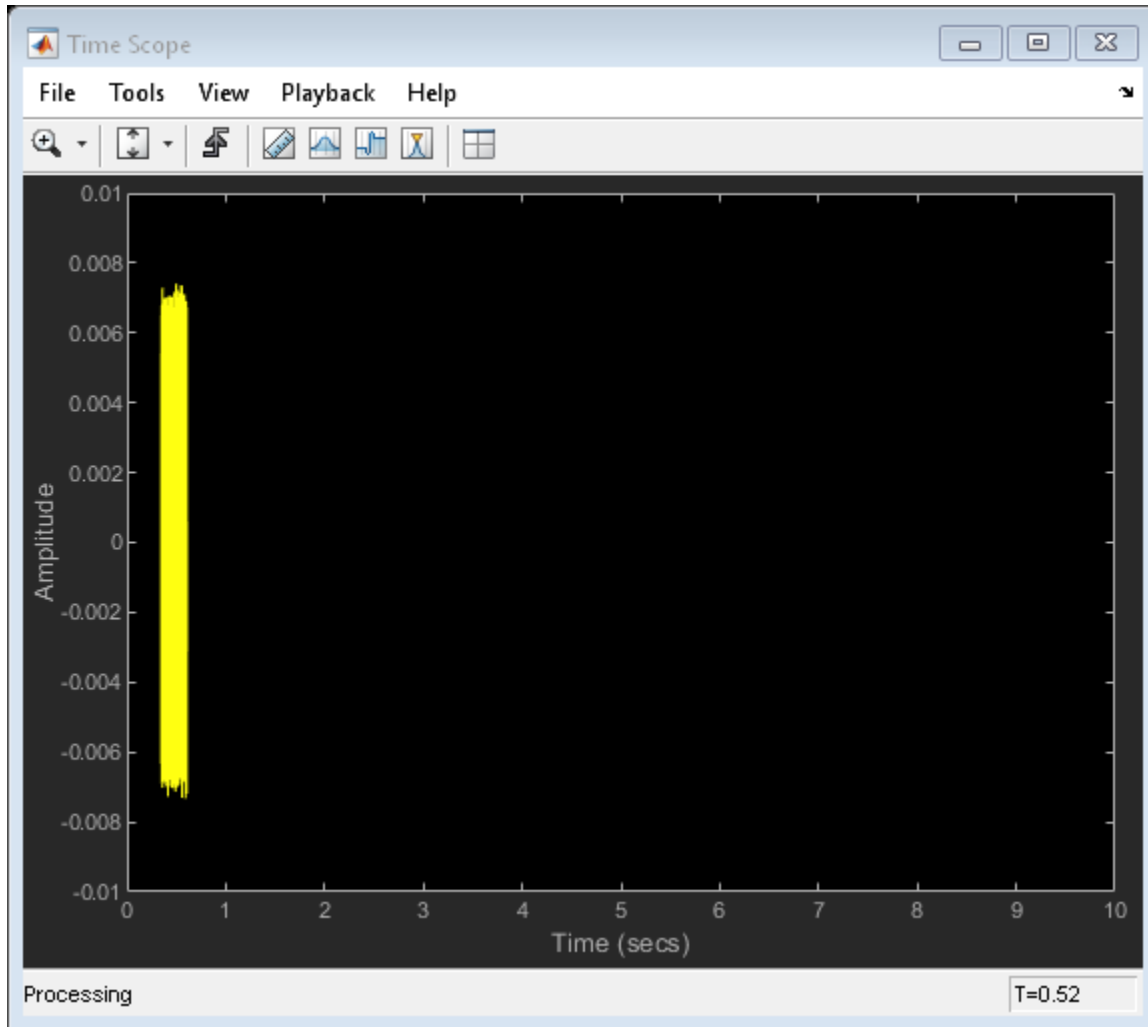 Time Scope
File Tools View Playback Help
0.01
0.008
0.006
0.004
0.002
0
-0.002
-0.004
-0.006
-0.008
-0.01
Amplitude
0 1 2 3 4 5 6 7 8 9 10
Time (secs)
Processing T=0.52